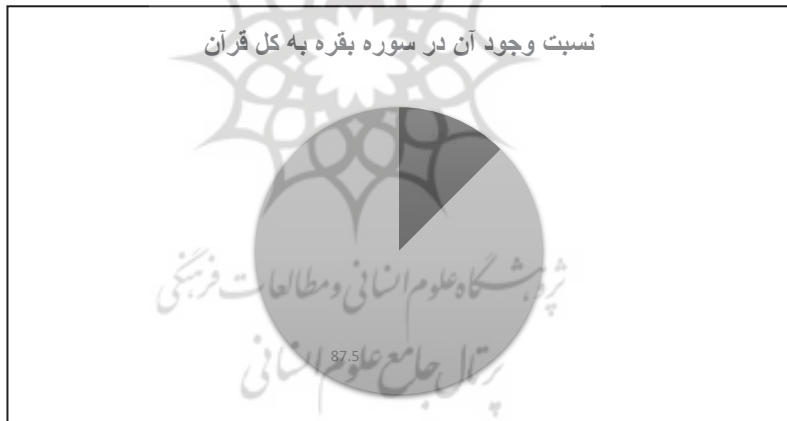 نسبت وجود آن در سوره بقره به کل قرآن
پژوهشگاه علوم انسانی و مطالعات فرهنگی
87.5
پرتال جامع علوم انسانی